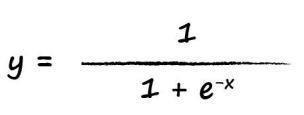 y = 1 / 1 + e⁻ˣ